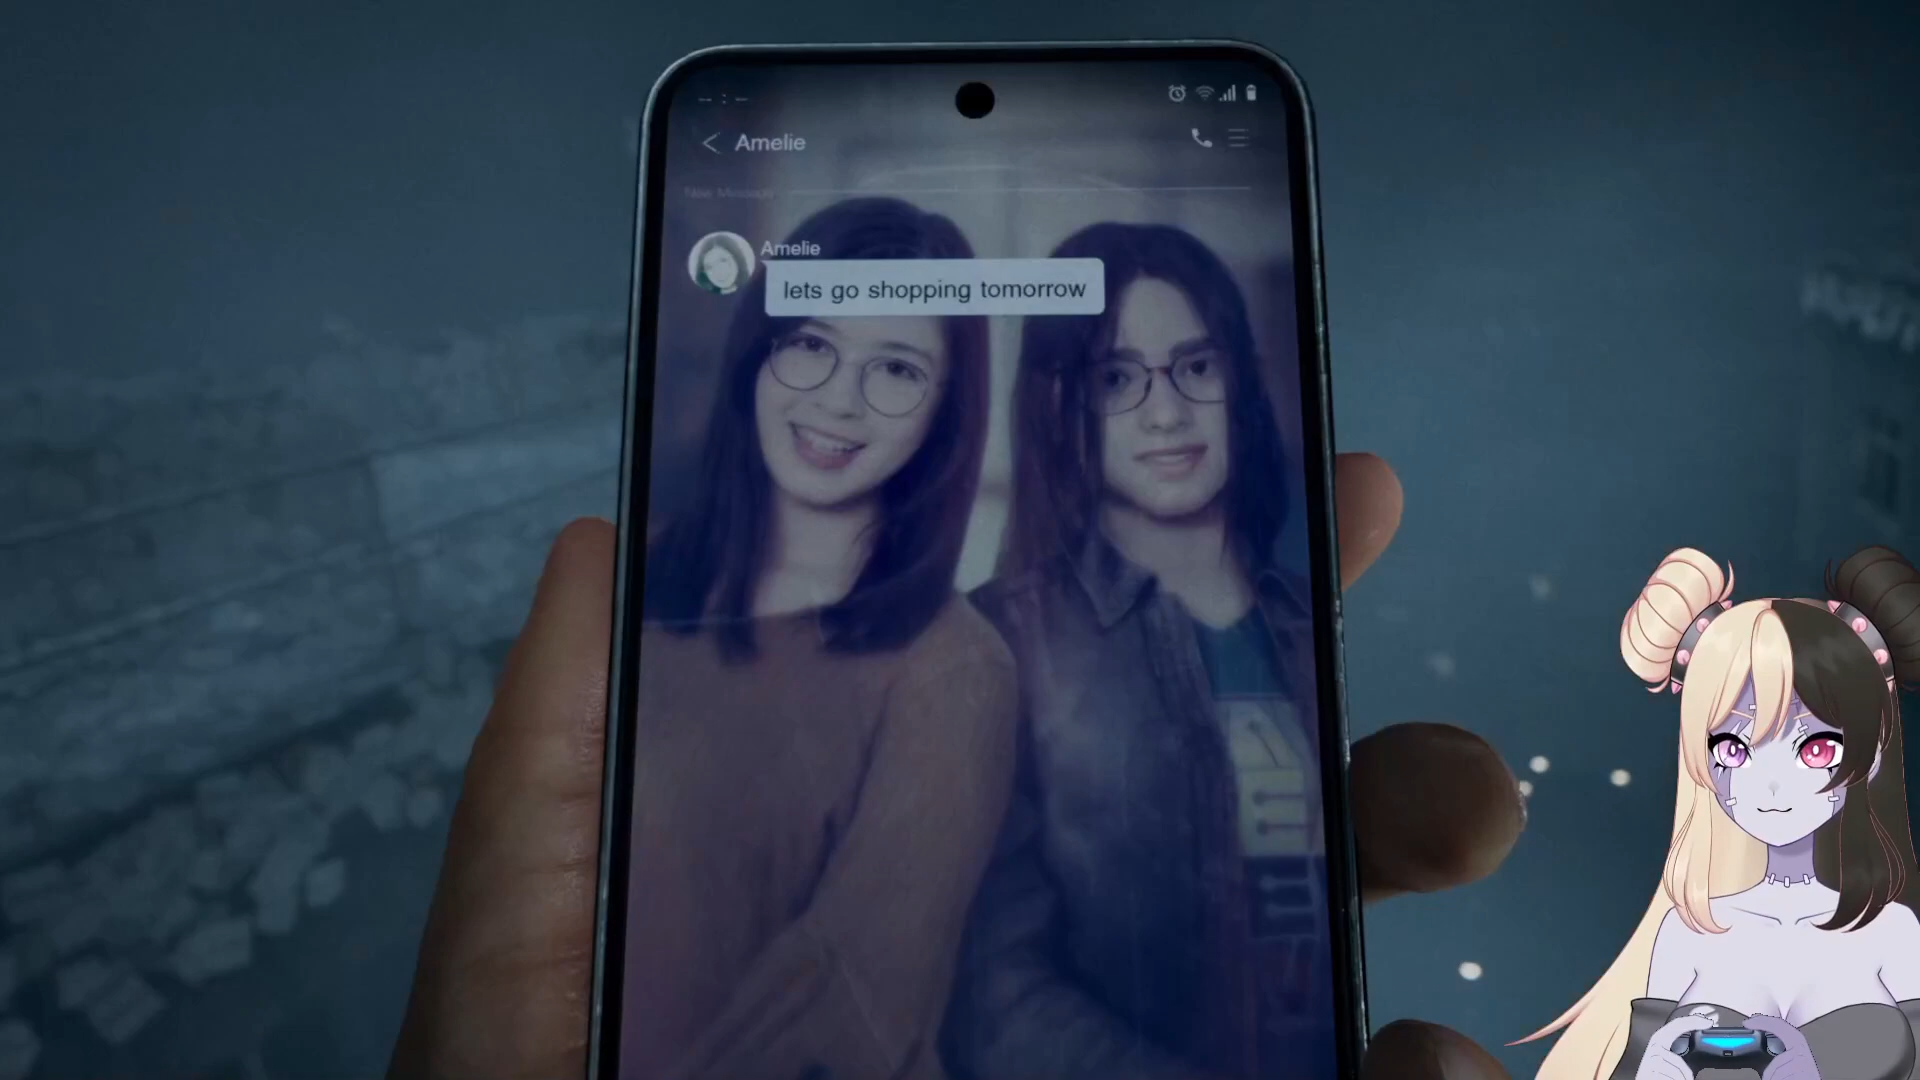 -- : --
Amelie
Amelie
lets go shopping tomorrow